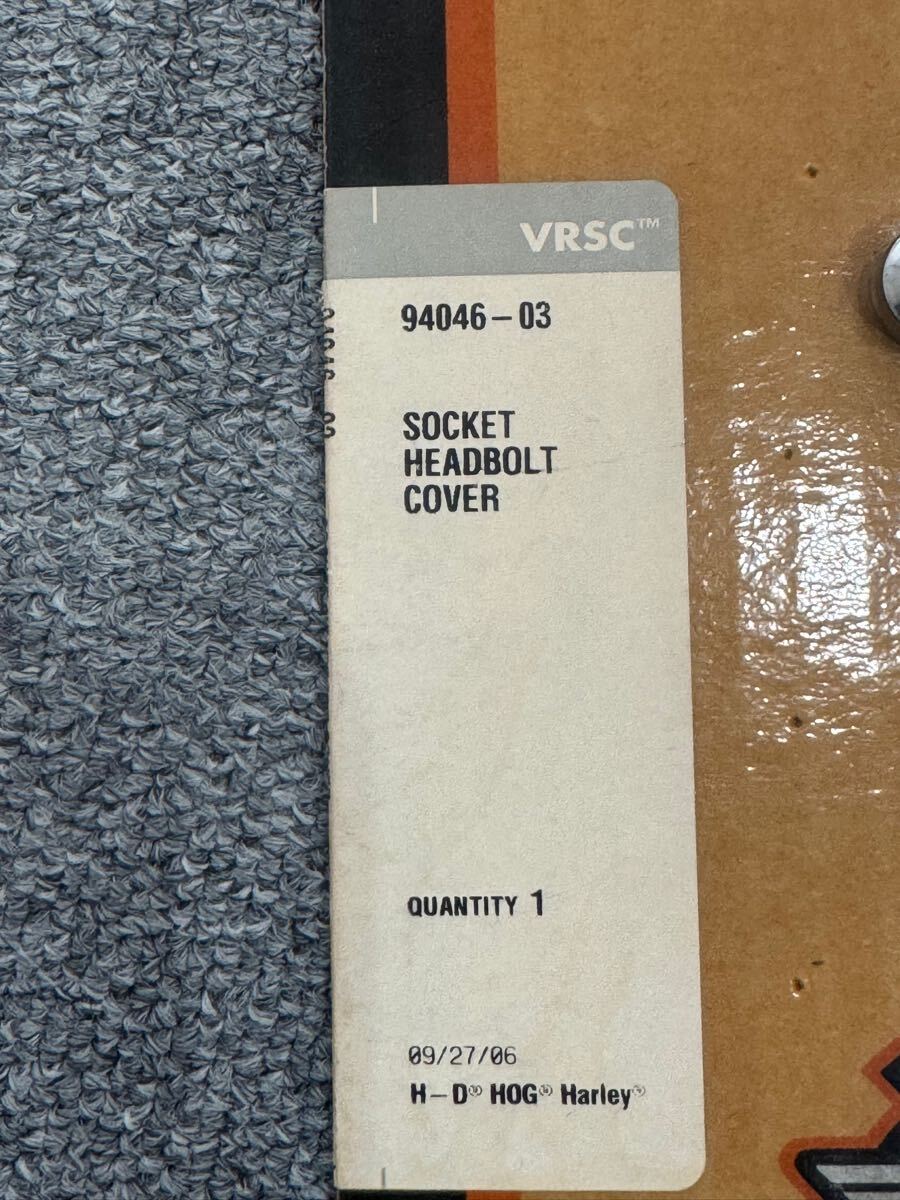 VRSC™
94046-03
SOCKET
HEADBOLT
COVER
QUANTITY 1
09/27/06
H-D® HOG® Harley®